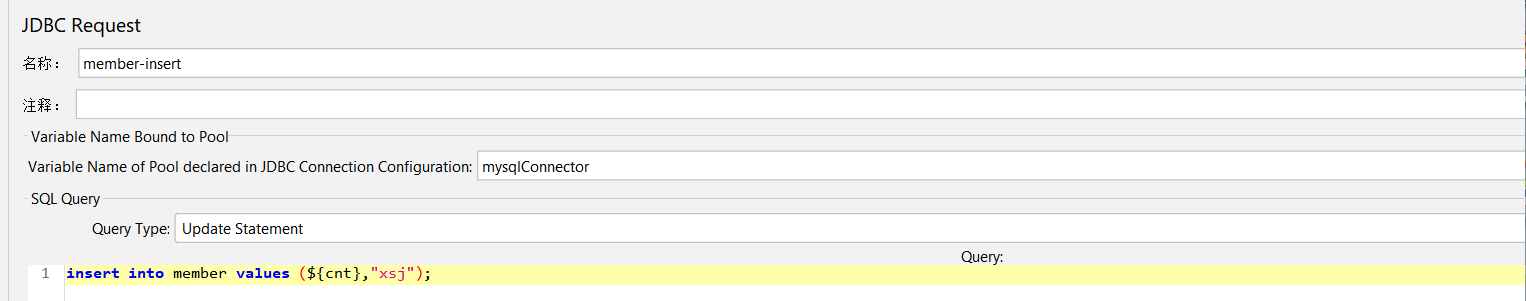 JDBC Request
名称： member-insert
注释：
Variable Name Bound to Pool
Variable Name of Pool declared in JDBC Connection Configuration: mysqlConnector
SQL Query
Query Type: Update Statement
Query:
1 insert into member values (${cnt},"xsj");